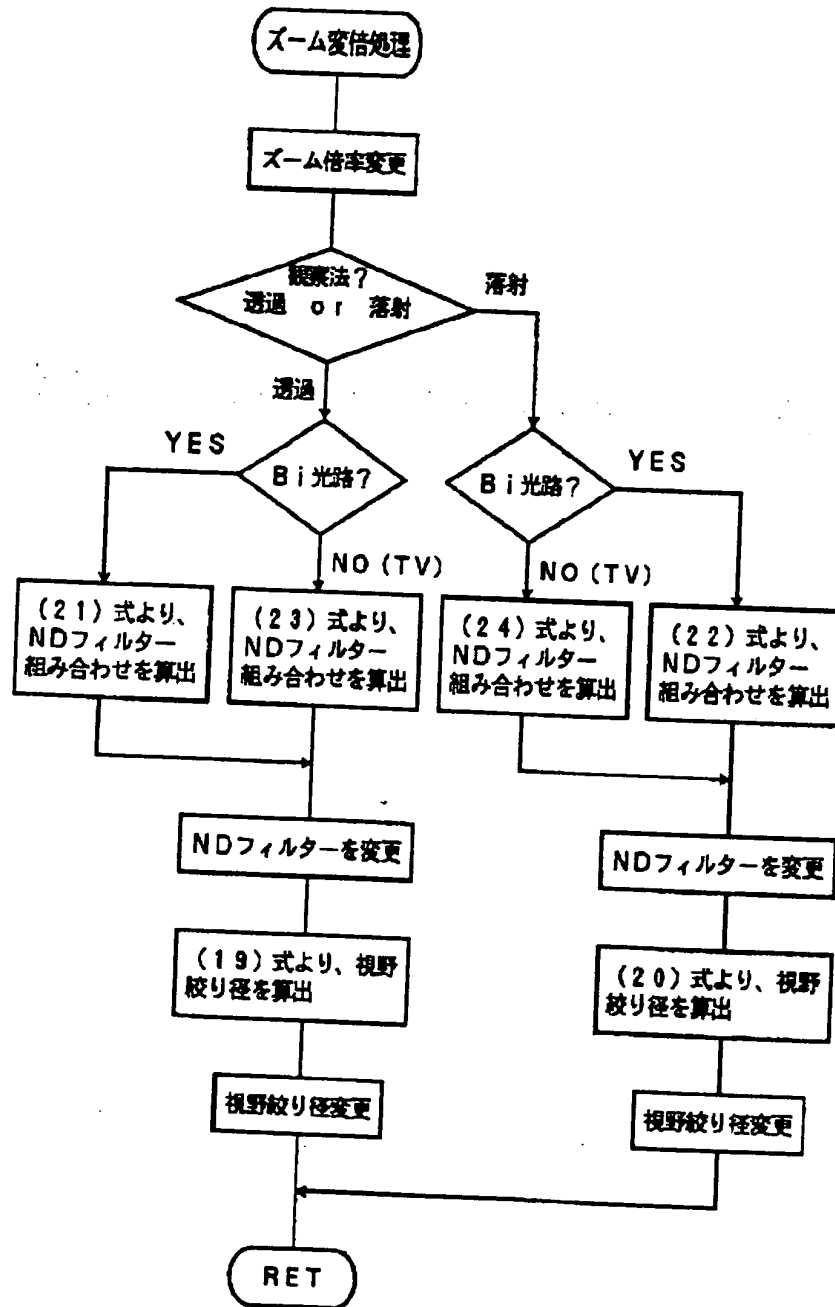 ズーム変倍処理
ズーム倍率変更
観察法?
透過 or 落射
落射
透過
YES
Bi光路?
Bi光路?
YES
NO(TV)
NO(TV)
(21)式より、
NDフィルター
組み合わせを算出
(23)式より、
NDフィルター
組み合わせを算出
(24)式より、
NDフィルター
組み合わせを算出
(22)式より、
NDフィルター
組み合わせを算出
NDフィルターを変更
NDフィルターを変更
(19)式より、視野
絞り径を算出
(20)式より、視野
絞り径を算出
視野絞り径変更
視野絞り径変更
RET